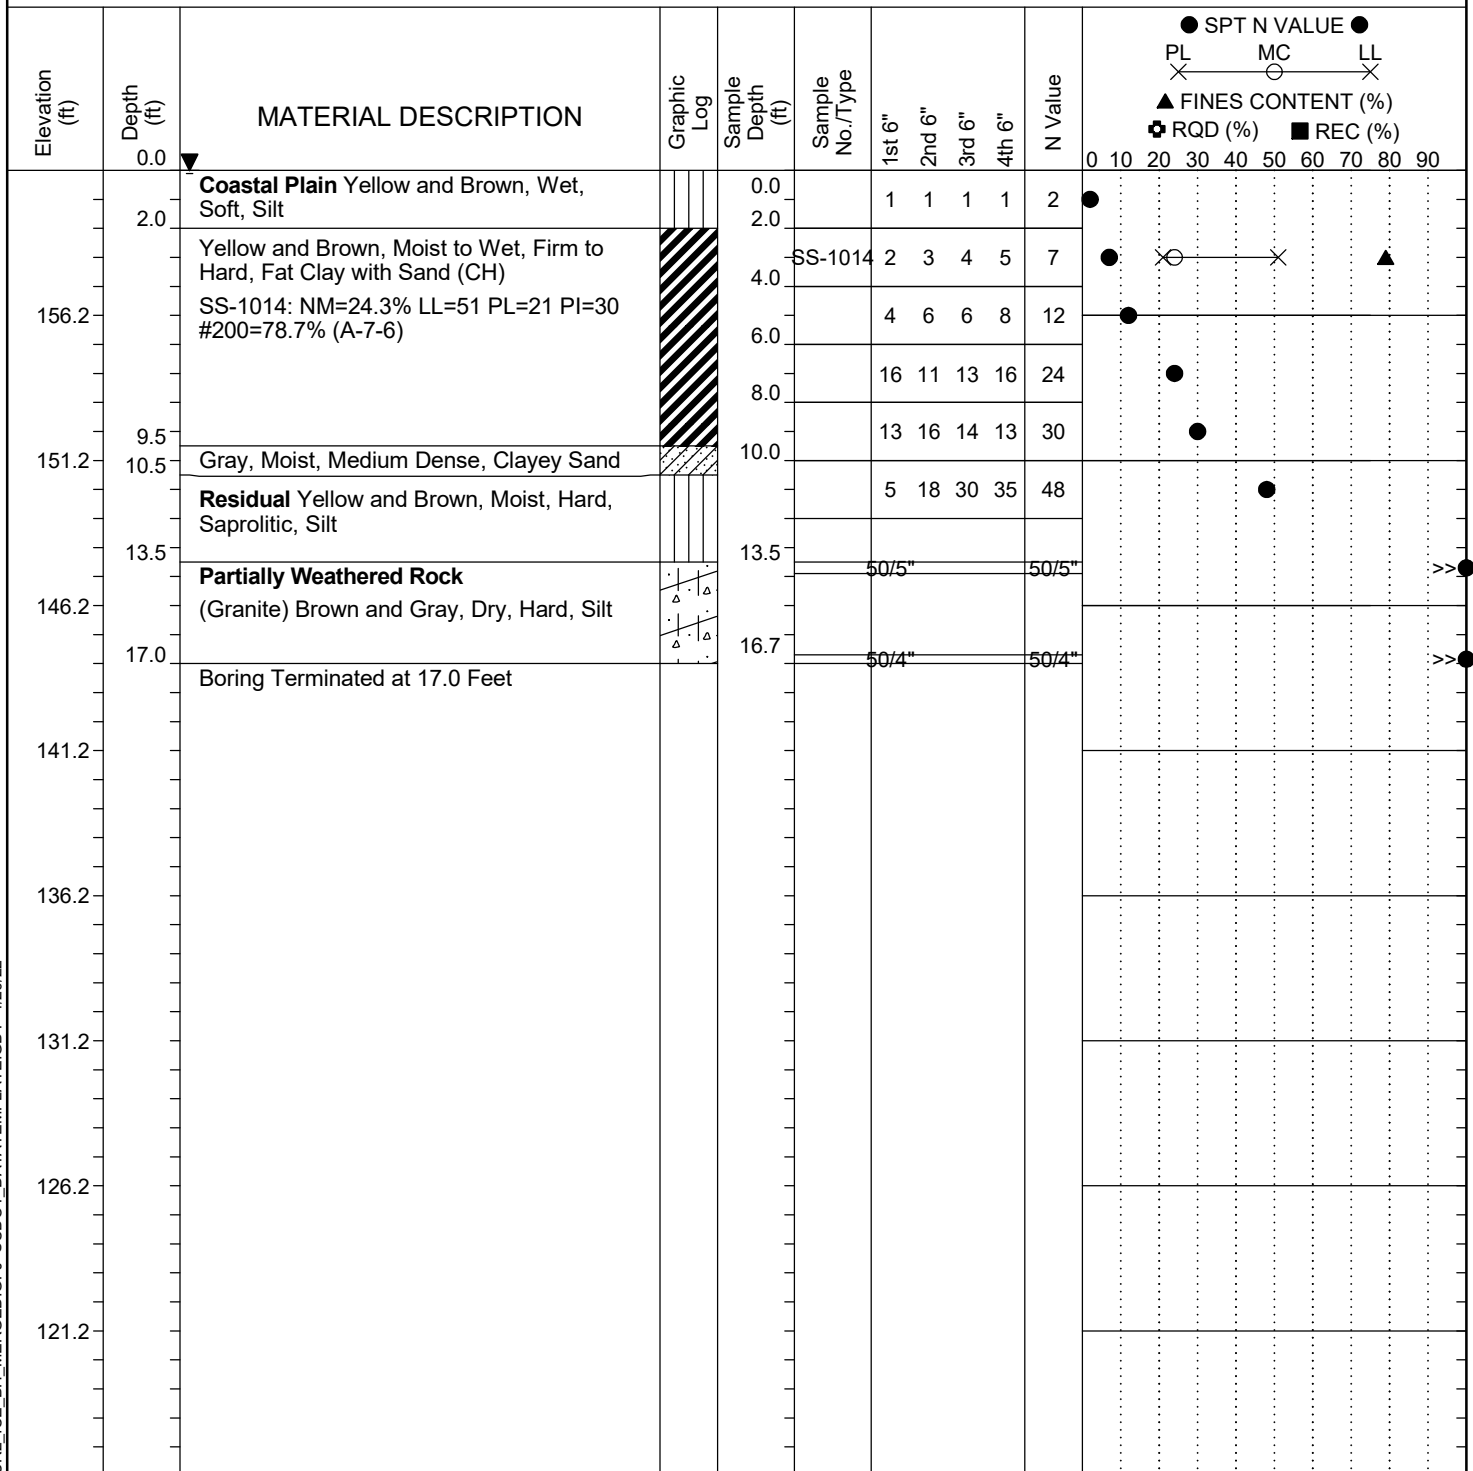 SPT N VALUE
PL MC LL
FINES CONTENT (%)
RQD (%) REC (%)
Elevation (ft)
Depth (ft)
MATERIAL DESCRIPTION
Graphic Log
Sample Depth (ft)
Sample No./Type
1st 6"
2nd 6"
3rd 6"
4th 6"
N Value
0.0
0 10 20 30 40 50 60 70 80 90
Coastal Plain Yellow and Brown, Wet,
Soft, Silt
0.0
1 1 1 1 2
2.0
2.0
Yellow and Brown, Moist to Wet, Firm to
Hard, Fat Clay with Sand (CH)
SS-1014 2 3 4 5 7
4.0
SS-1014: NM=24.3% LL=51 PL=21 PI=30
#200=78.7% (A-7-6)
156.2
4 6 6 8 12
6.0
16 11 13 16 24
8.0
9.5
13 16 14 13 30
10.0
151.2
10.5
Gray, Moist, Medium Dense, Clayey Sand
Residual Yellow and Brown, Moist, Hard,
Saprolitic, Silt
5 18 30 35 48
13.5
13.5
50/5" 50/5" >>
Partially Weathered Rock
(Granite) Brown and Gray, Dry, Hard, Silt
146.2
16.7
17.0
50/4" 50/4" >>
Boring Terminated at 17.0 Feet
141.2
136.2
131.2
126.2
121.2